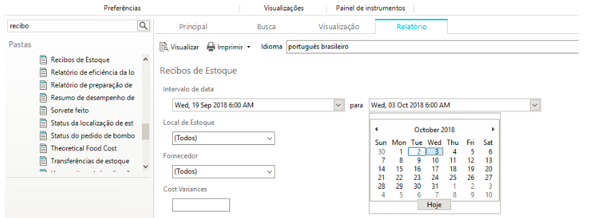 Preferências Visualizações Painel de instrumentos
recibo
Principal Busca Visualização Relatório
Pastas
Visualizar Imprimir Idioma português brasileiro
Recibos de Estoque
Relatório de eficiência da lo
Relatório de preparação de
Resumo de desempenho de
Sorvete feito
Status da localização de est
Status do pedido de bombo
Theoretical Food Cost
Transferências de estoque
Recibos de Estoque
Intervalo de data
Wed, 19 Sep 2018 6:00 AM para Wed, 03 Oct 2018 6:00 AM
Local de Estoque
(Todos)
Fornecedor
(Todos)
Cost Variances
October 2018
Sun Mon Tue Wed Thu Fri Sat
30 1 2 3 4 5 6
7 8 9 10 11 12 13
14 15 16 17 18 19 20
21 22 23 24 25 26 27
28 29 30 31 1 2 3
4 5 6 7 8 9 10
Hoje